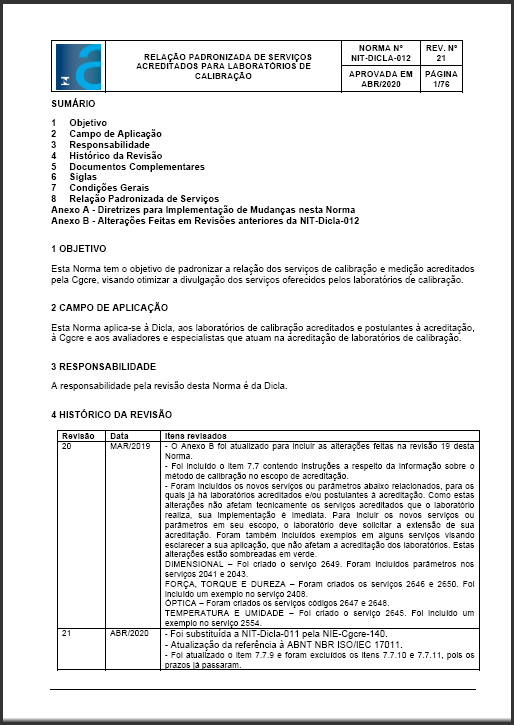 RELAÇÃO PADRONIZADA DE SERVIÇOS
ACREDITADOS PARA LABORATÓRIOS DE
CALIBRAÇÃO
NORMA Nº
NIT-DICLA-012
REV. Nº
21
APROVADA EM
ABR/2020
PÁGINA
1/76
SUMÁRIO
1 Objetivo
2 Campo de Aplicação
3 Responsabilidade
4 Histórico da Revisão
5 Documentos Complementares
6 Siglas
7 Condições Gerais
8 Relação Padronizada de Serviços
Anexo A - Diretrizes para Implementação de Mudanças nesta Norma
Anexo B - Alterações Feitas em Revisões anteriores da NIT-Dicla-012
1 OBJETIVO
Esta Norma tem o objetivo de padronizar a relação dos serviços de calibração e medição acreditados
pela Cgcre, visando otimizar a divulgação dos serviços oferecidos pelos laboratórios de calibração.
2 CAMPO DE APLICAÇÃO
Esta Norma aplica-se à Dicla, aos laboratórios de calibração acreditados e postulantes à acreditação,
à Cgcre e aos avaliadores e especialistas que atuam na acreditação de laboratórios de calibração.
3 RESPONSABILIDADE
A responsabilidade pela revisão desta Norma é da Dicla.
4 HISTÓRICO DA REVISÃO
Revisão Data Itens revisados
20 MAR/2019 - O Anexo B foi atualizado para incluir as alterações feitas na revisão 19 desta
Norma.
- Foi incluído o item 7.7 contendo instruções a respeito da informação sobre o
método de calibração no escopo de acreditação.
- Foram incluídos os novos serviços ou parâmetros abaixo relacionados, para os
quais já há laboratórios acreditados e/ou postulantes à acreditação. Como estas
alterações não afetam tecnicamente os serviços acreditados que o laboratório
realiza, sua implementação é imediata. Para incluir os novos serviços ou
parâmetros em seu escopo, o laboratório deve solicitar a extensão de sua
acreditação. Foram também incluídos exemplos em alguns serviços visando
esclarecer a sua aplicação, que não afetam a acreditação dos laboratórios. Estas
alterações estão sombreadas em verde.
DIMENSIONAL – Foi criado o serviço 2649. Foram incluídos parâmetros nos
serviços 2041 e 2043.
FORÇA, TORQUE E DUREZA – Foram criados os serviços 2646 e 2650. Foi
incluído um exemplo no serviço 2408.
ÓPTICA – Foram criados os serviços códigos 2647 e 2648.
TEMPERATURA E UMIDADE – Foi criado o serviço 2645. Foi incluído um
exemplo no serviço 2554.
21 ABR/2020 - Foi substituída a NIT-Dicla-011 pela NIE-Cgcre-140.
- Atualização da referência à ABNT NBR ISO/IEC 17011.
- Foi atualizado o item 7.7.9 e foram excluídos os itens 7.7.10 e 7.7.11, pois os
prazos já passaram.